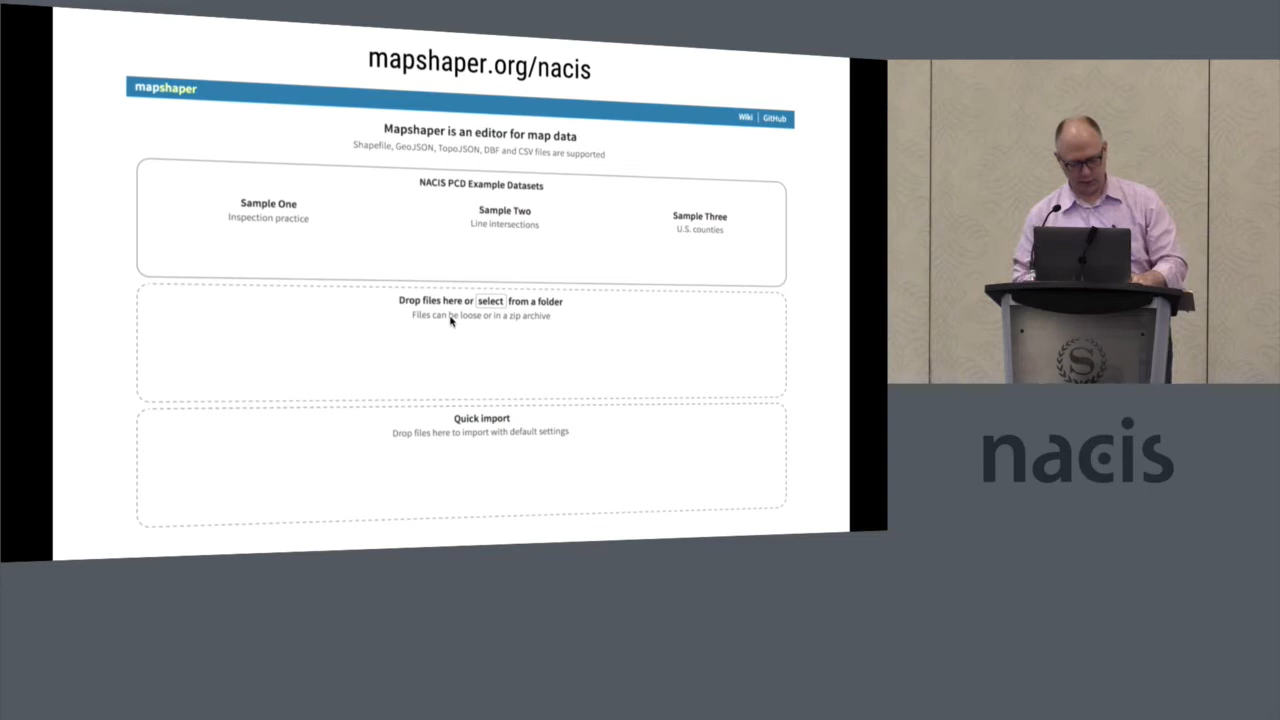 mapshaper.org/nacis
mapshaper
Wiki | GitHub
Mapshaper is an editor for map data
Shapefile, GeoJSON, TopoJSON, DBF and CSV files are supported
NACIS PCD Example Datasets
Sample One
Inspection practice
Sample Two
Line intersections
Sample Three
U.S. counties
Drop files here or select from a folder
Files can be loose or in a zip archive
Quick import
Drop files here to import with default settings
S
nacis